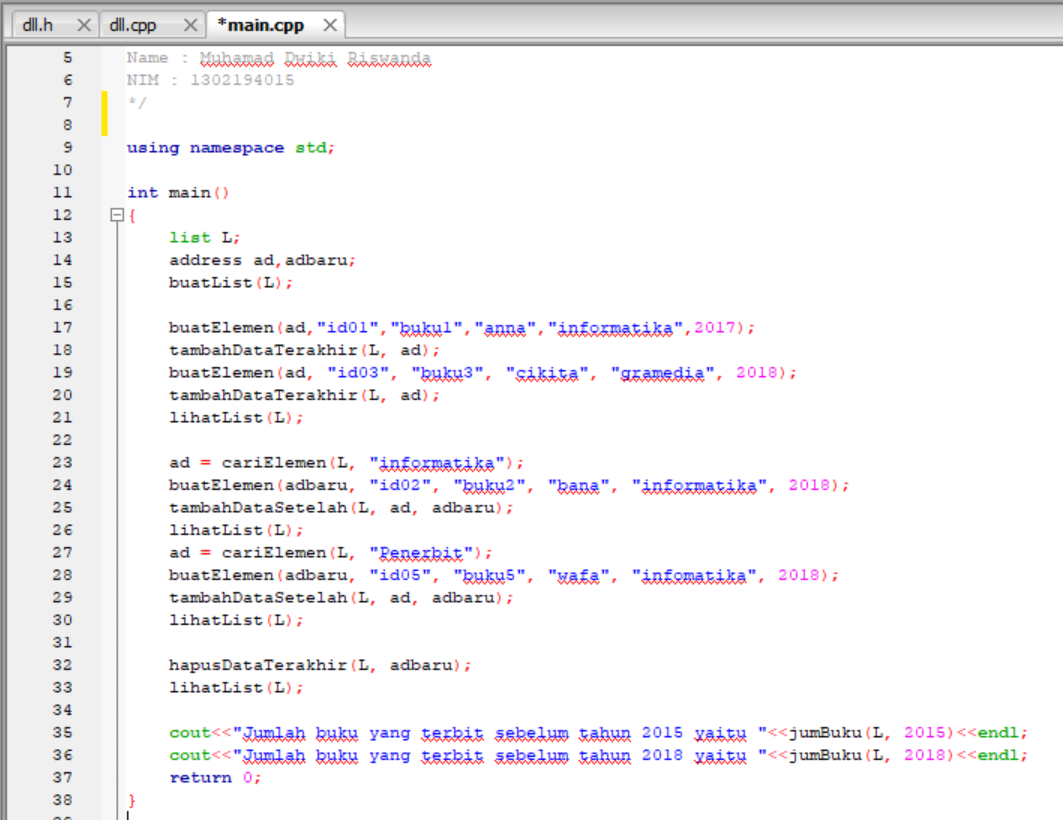 dll.h × dll.cpp × *main.cpp ×
5 Name : Muhamad Dwiki Riswanda
6 NIM : 1302194015
7 */
8
9 using namespace std;
10
11 int main()
12 {
13 list L;
14 address ad,adbaru;
15 buatList(L);
16
17 buatElemen(ad,"id01","buku1","anna","informatika",2017);
18 tambahDataTerakhir(L, ad);
19 buatElemen(ad, "id03", "buku3", "cikita", "gramedia", 2018);
20 tambahDataTerakhir(L, ad);
21 lihatList(L);
22
23 ad = cariElemen(L, "informatika");
24 buatElemen(adbaru, "id02", "buku2", "bana", "informatika", 2018);
25 tambahDataSetelah(L, ad, adbaru);
26 lihatList(L);
27 ad = cariElemen(L, "Penerbit");
28 buatElemen(adbaru, "id05", "buku5", "wafa", "infomatika", 2018);
29 tambahDataSetelah(L, ad, adbaru);
30 lihatList(L);
31
32 hapusDataTerakhir(L, adbaru);
33 lihatList(L);
34
35 cout<<"Jumlah buku yang terbit sebelum tahun 2015 yaitu "<<jumBuku(L, 2015)<<endl;
36 cout<<"Jumlah buku yang terbit sebelum tahun 2018 yaitu "<<jumBuku(L, 2018)<<endl;
37 return 0;
38 }